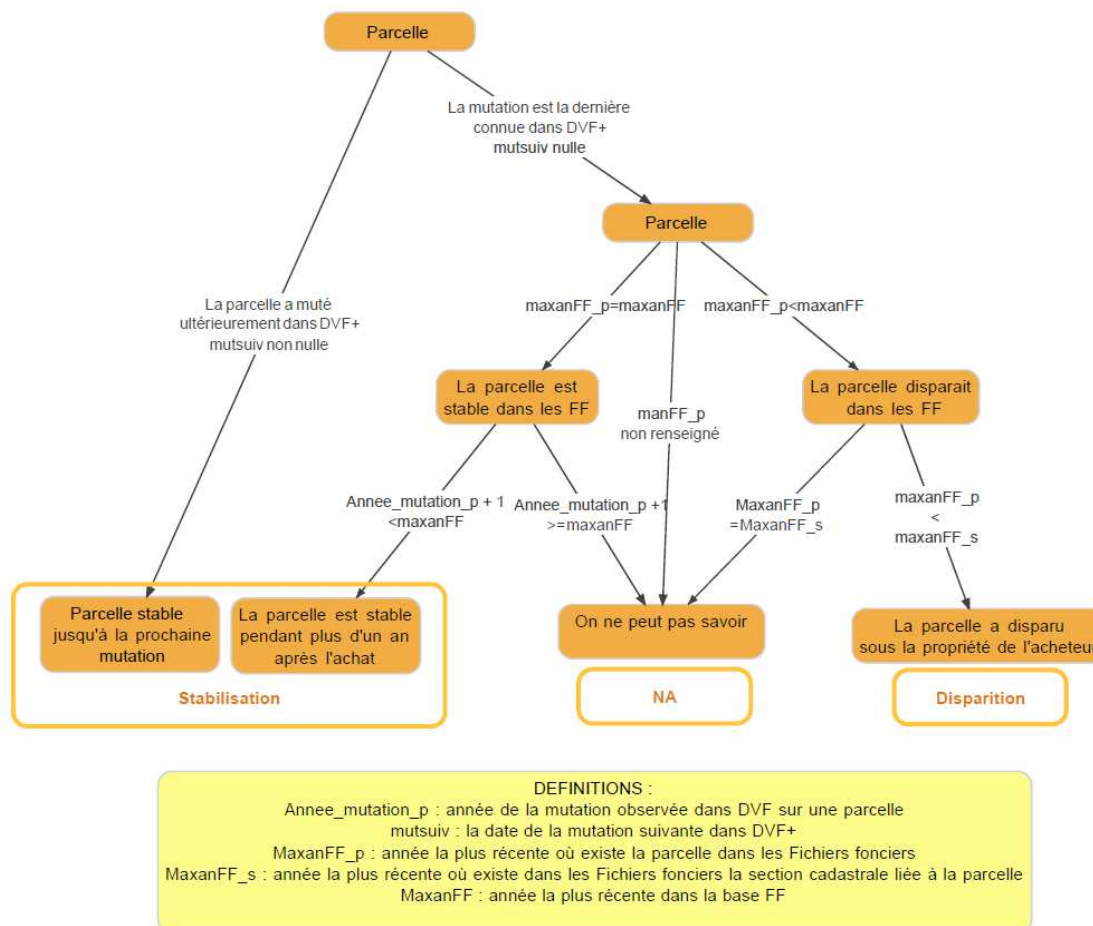 Parcelle
La mutation est la dernière
connue dans DVF+
mutsuiv nulle
Parcelle
La parcelle a muté
ultérieurement dans DVF+
mutsuiv non nulle
maxanFF_p=maxanFF
maxanFF_p<maxanFF
La parcelle est
stable dans les FF
manFF_p
non renseigné
La parcelle disparait
dans les FF
Annee_mutation_p + 1
<maxanFF
Annee_mutation_p +1
>=maxanFF
MaxanFF_p
=MaxanFF_s
maxanFF_p
<
maxanFF_s
Parcelle stable
jusqu'à la prochaine
mutation
La parcelle est stable
pendant plus d'un an
après l'achat
On ne peut pas savoir
La parcelle a disparu
sous la propriété de l'acheteur
Stabilisation
NA
Disparition
DEFINITIONS :
Annee_mutation_p : année de la mutation observée dans DVF sur une parcelle
mutsuiv : la date de la mutation suivante dans DVF+
MaxanFF_p : année la plus récente où existe la parcelle dans les Fichiers fonciers
MaxanFF_s : année la plus récente où existe dans les Fichiers fonciers la section cadastrale liée à la parcelle
MaxanFF : année la plus récente dans la base FF